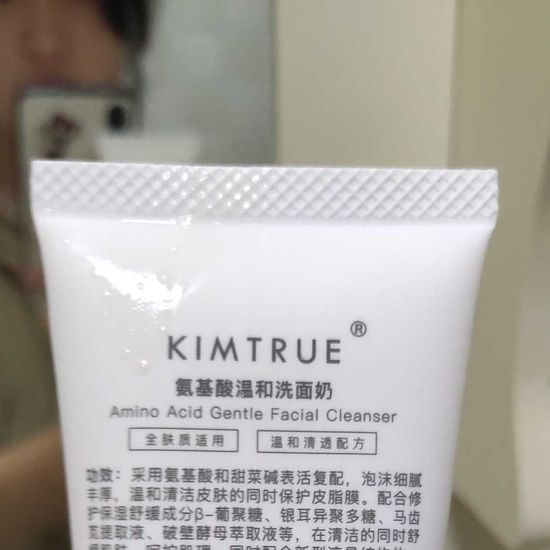 KIMTRUE®
氨基酸温和洗面奶
Amino Acid Gentle Facial Cleanser
全肤质适用 温和清透配方
功效：采用氨基酸和甜菜碱表活复配，泡沫细腻
丰厚，温和清洁皮肤的同时保护皮脂膜。配合修
护保湿舒缓成分β-葡聚糖、银耳异聚多糖、马齿
苋提取液、破壁酵母萃取液等，在清洁的同时舒